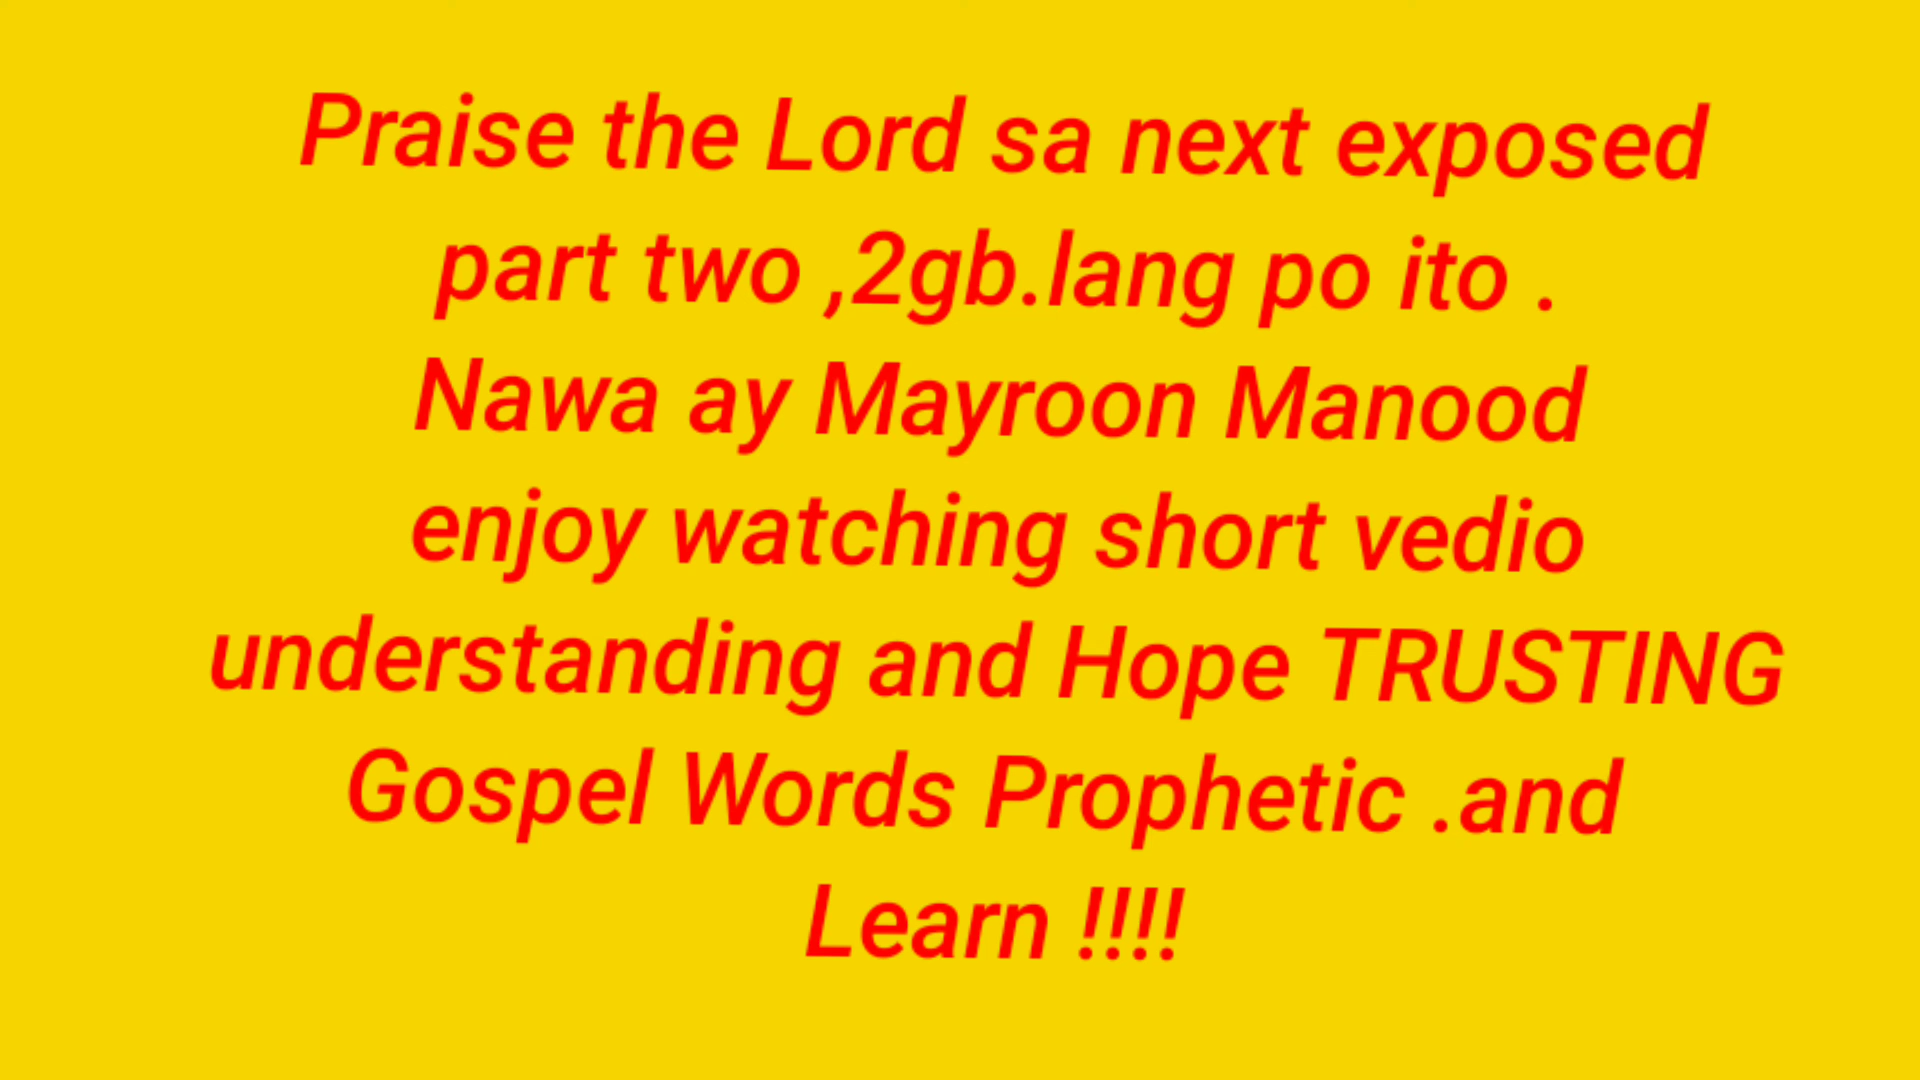 Praise the Lord sa next exposed
part two ,2gb.lang po ito .
Nawa ay Mayroon Manood
enjoy watching short vedio
understanding and Hope TRUSTING
Gospel Words Prophetic .and
Learn !!!!